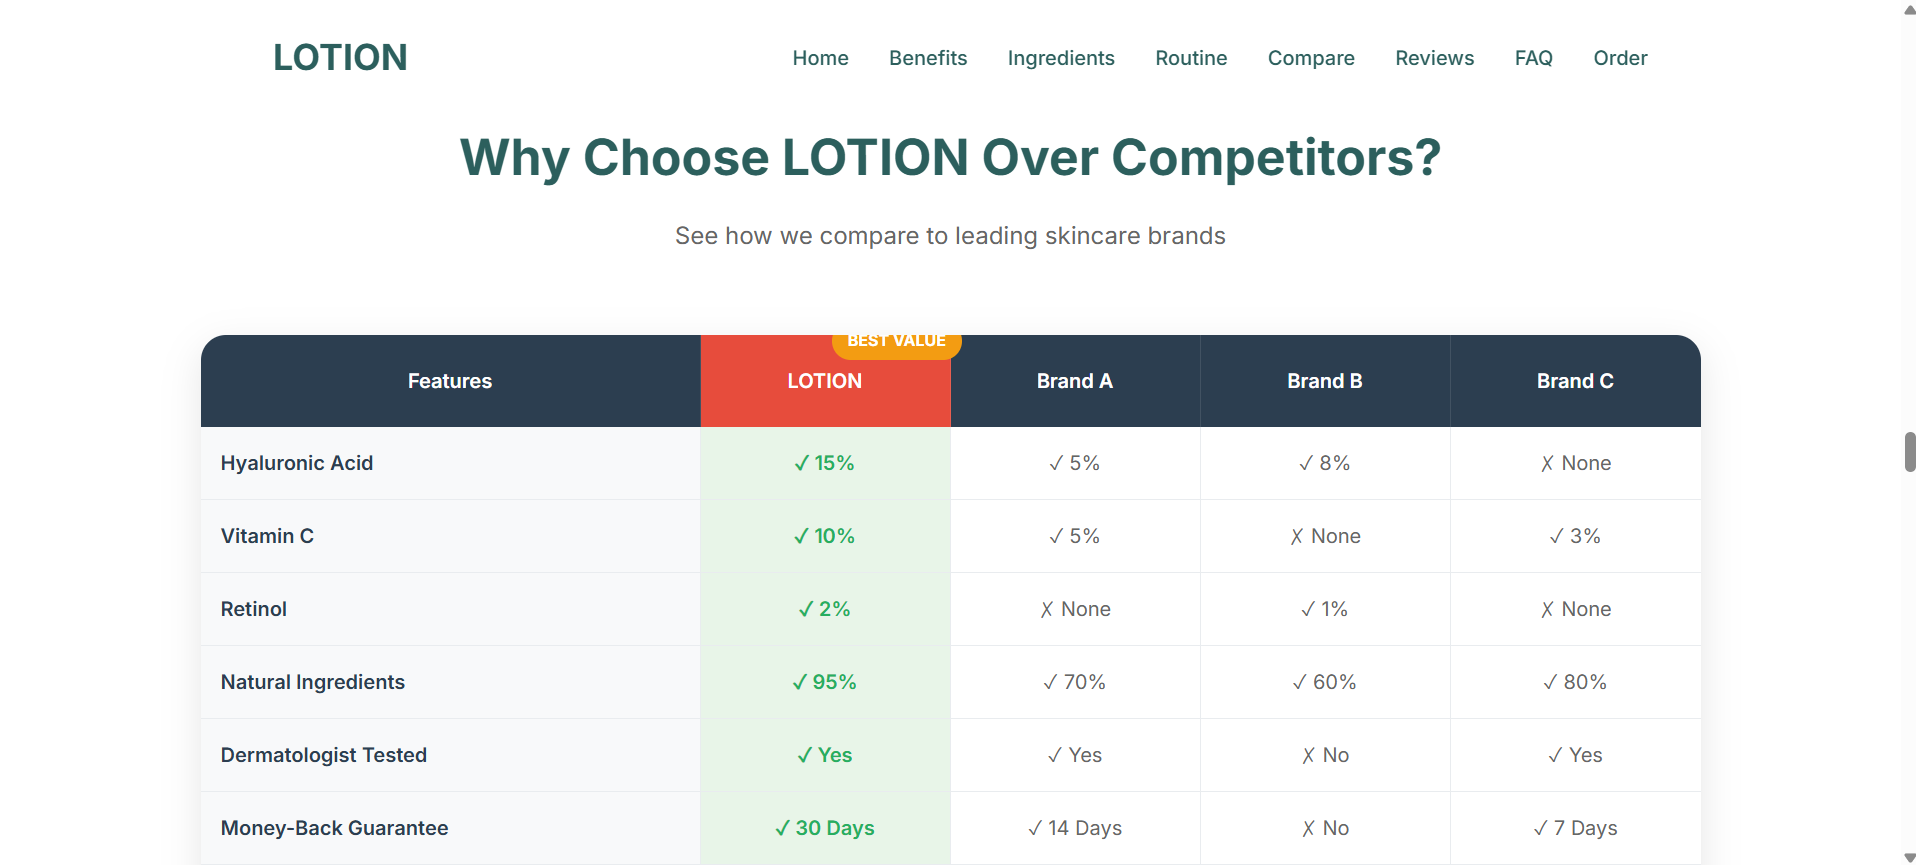 LOTION Home Benefits Ingredients Routine Compare Reviews FAQ Order
Why Choose LOTION Over Competitors?
See how we compare to leading skincare brands
BEST VALUE
Features LOTION Brand A Brand B Brand C
Hyaluronic Acid ✓ 15% ✓ 5% ✓ 8% ✗ None
Vitamin C ✓ 10% ✓ 5% ✗ None ✓ 3%
Retinol ✓ 2% ✗ None ✓ 1% ✗ None
Natural Ingredients ✓ 95% ✓ 70% ✓ 60% ✓ 80%
Dermatologist Tested ✓ Yes ✓ Yes ✗ No ✓ Yes
Money-Back Guarantee ✓ 30 Days ✓ 14 Days ✗ No ✓ 7 Days